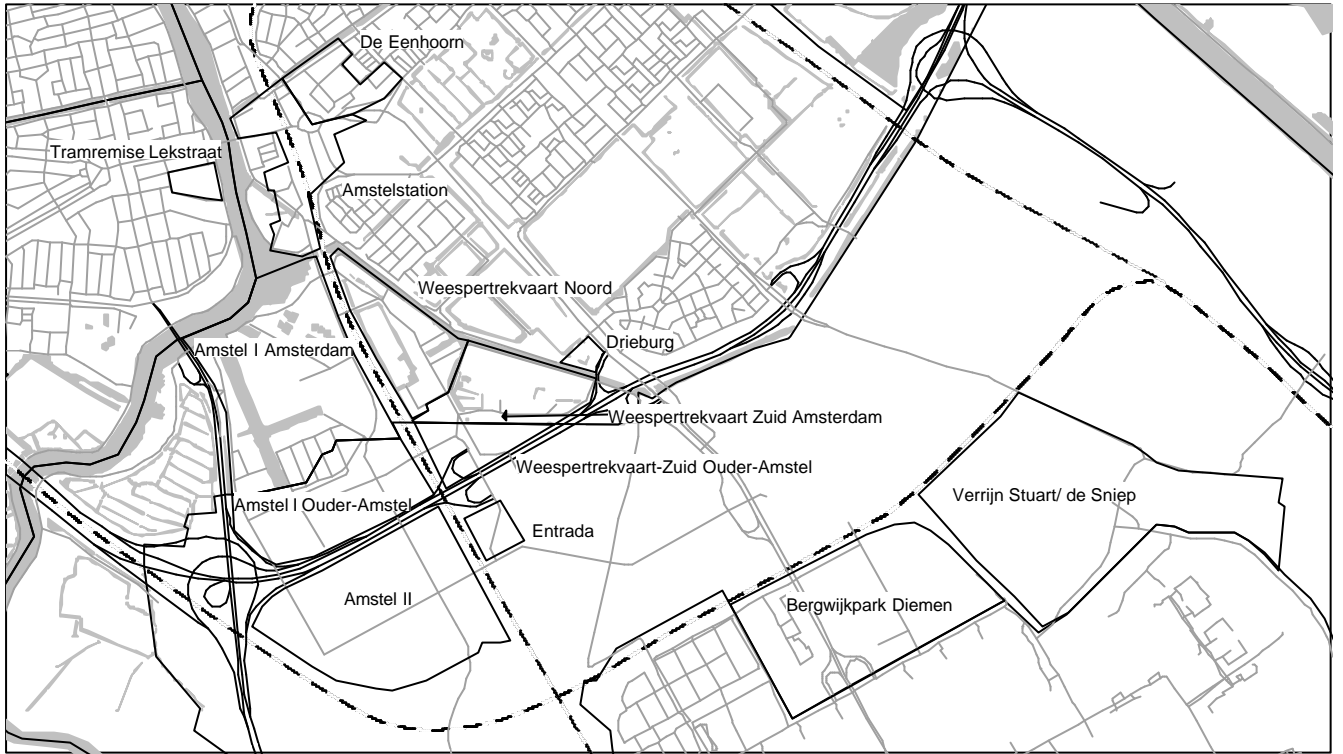 De Eenhoorn
Tramremise Lekstraat
Amstelstation
Weespertrekvaart Noord
Drieburg
Amstel I Amsterdam
Weespertrekvaart Zuid Amsterdam
Weespertrekvaart-Zuid Ouder-Amstel
Verrijn Stuart/ de Sniep
Amstel I Ouder-Amstel
Entrada
Amstel II
Bergwijkpark Diemen